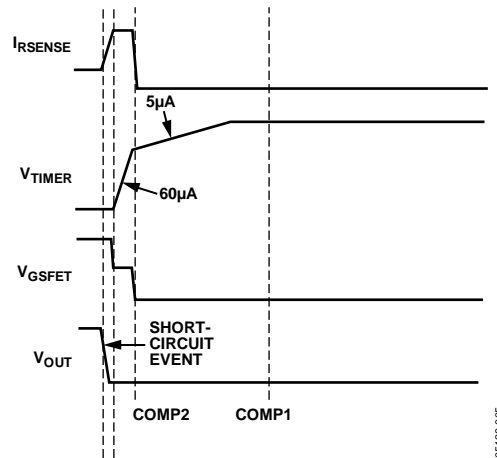 IRSENSE
5µA
VTIMER
60µA
VGSFET
SHORT-
CIRCUIT
EVENT
VOUT
COMP2 COMP1